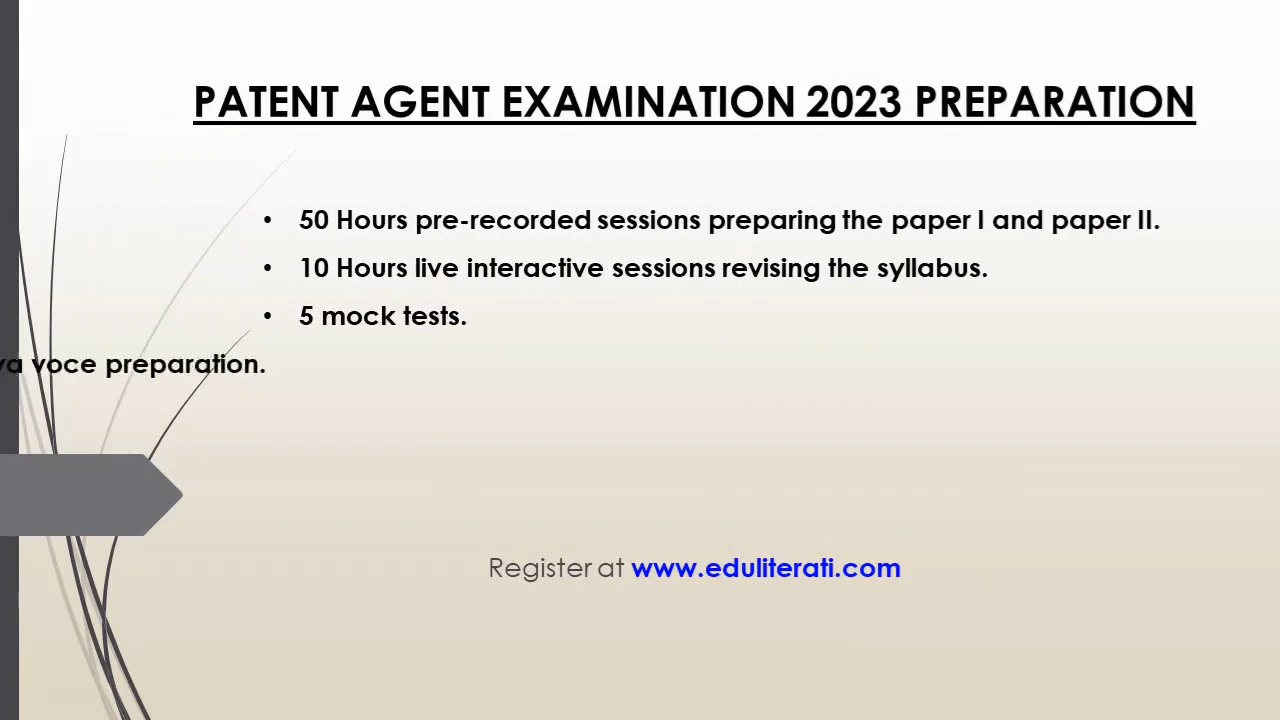 PATENT AGENT EXAMINATION 2023 PREPARATION
• 50 Hours pre-recorded sessions preparing the paper I and paper II.
• 10 Hours live interactive sessions revising the syllabus.
• 5 mock tests.
voce preparation.
Register at www.eduliterati.com